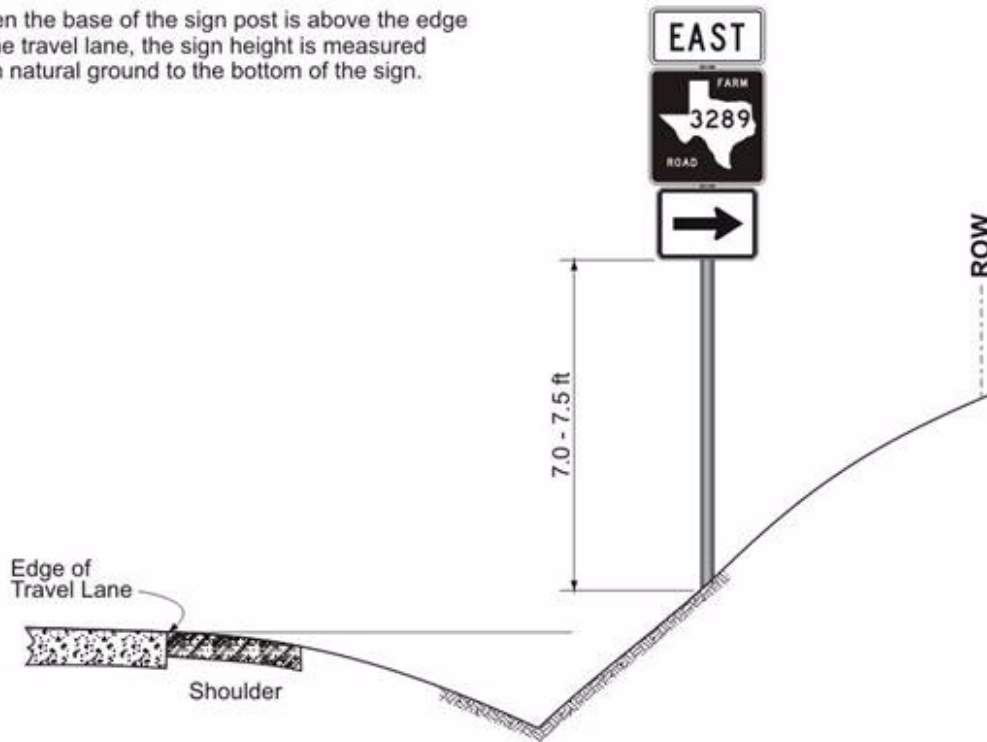 en the base of the sign post is above the edge
he travel lane, the sign height is measured
n natural ground to the bottom of the sign.
EAST
FARM
3289
ROAD
ROW
7.0 - 7.5 ft
Edge of
Travel Lane
Shoulder